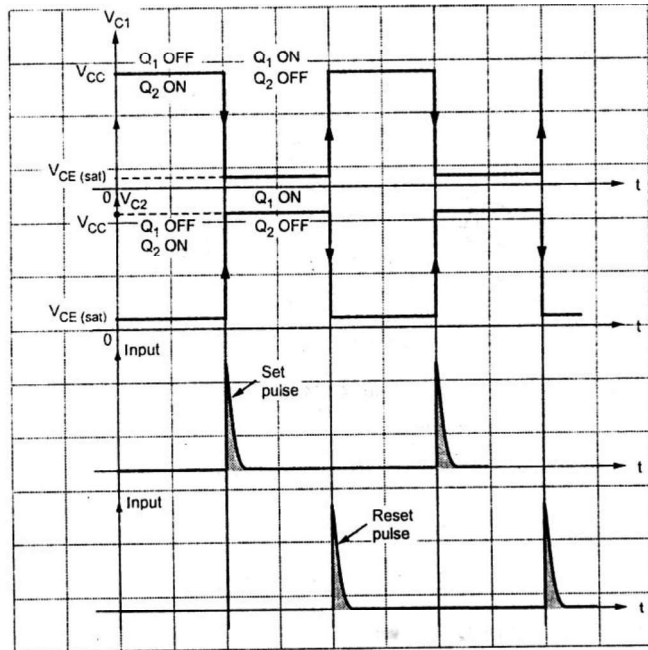 V_C1
Q1 OFF
Q1 ON
V_CC
Q2 ON
Q2 OFF
V_CE (sat)
0
t
V_C2
Q1 ON
V_CC
Q1 OFF
Q2 OFF
Q2 ON
V_CE (sat)
0
t
Input
Set
pulse
t
Input
Reset
pulse
t